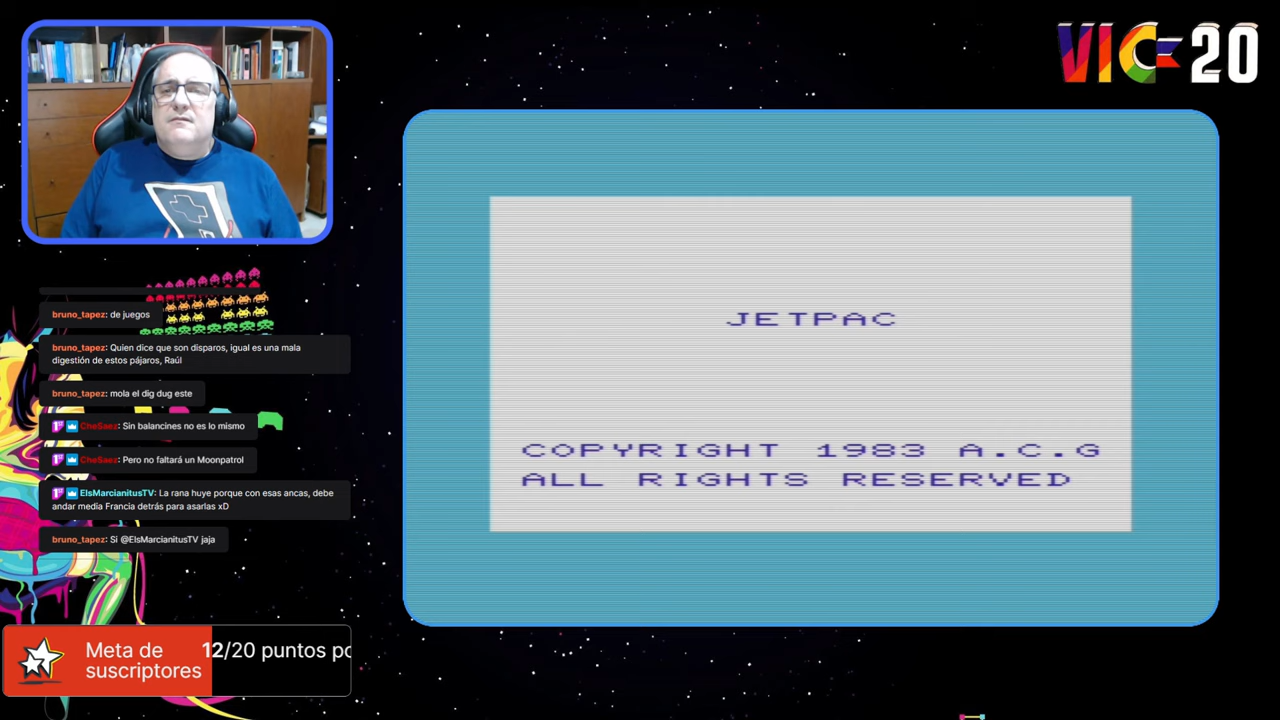 VIC-20
JETPAC
COPYRIGHT 1983 A.C.G
ALL RIGHTS RESERVED
bruno_tapez: de juegos
bruno_tapez: Quien dice que son disparos, igual es una mala
digestión de estos pájaros, Raúl
bruno_tapez: mola el dig dug este
CheSaez: Sin balancines no es lo mismo
CheSaez: Pero no faltará un Moonpatrol
ElsMarcianitusTV: La rana huye porque con esas ancas, debe
andar media Francia detrás para asarlas xD
bruno_tapez: Si @ElsMarcianitusTV jaja
Meta de
suscriptores
12/20 puntos po